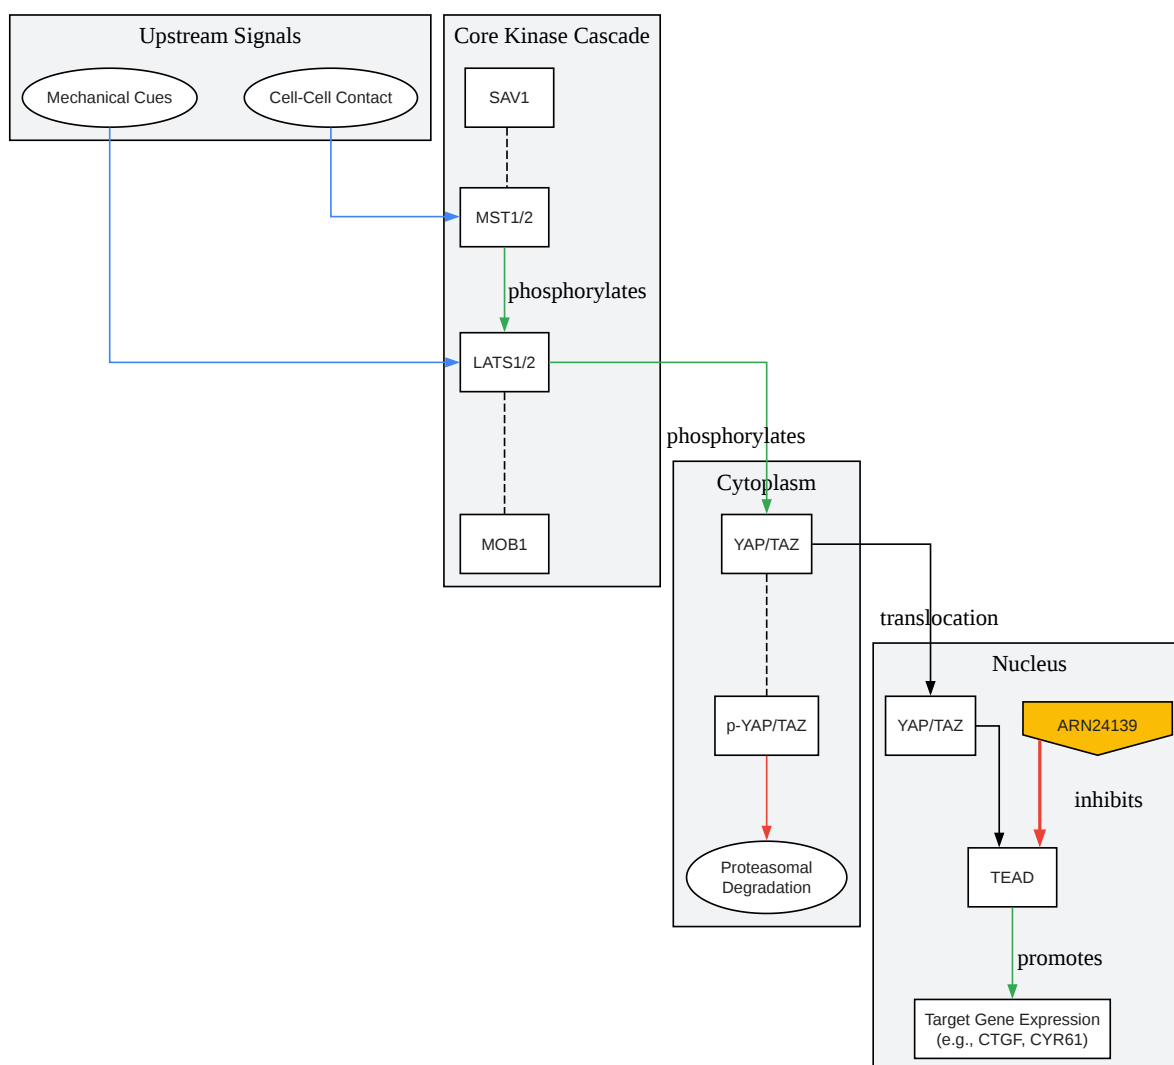 Upstream Signals
Core Kinase Cascade
Mechanical Cues
Cell-Cell Contact
SAV1
MST1/2
phosphorylates
LATS1/2
phosphorylates
Cytoplasm
MOB1
YAP/TAZ
translocation
Nucleus
p-YAP/TAZ
YAP/TAZ
ARN24139
inhibits
Proteasomal
Degradation
TEAD
promotes
Target Gene Expression
(e.g., CTGF, CYR61)